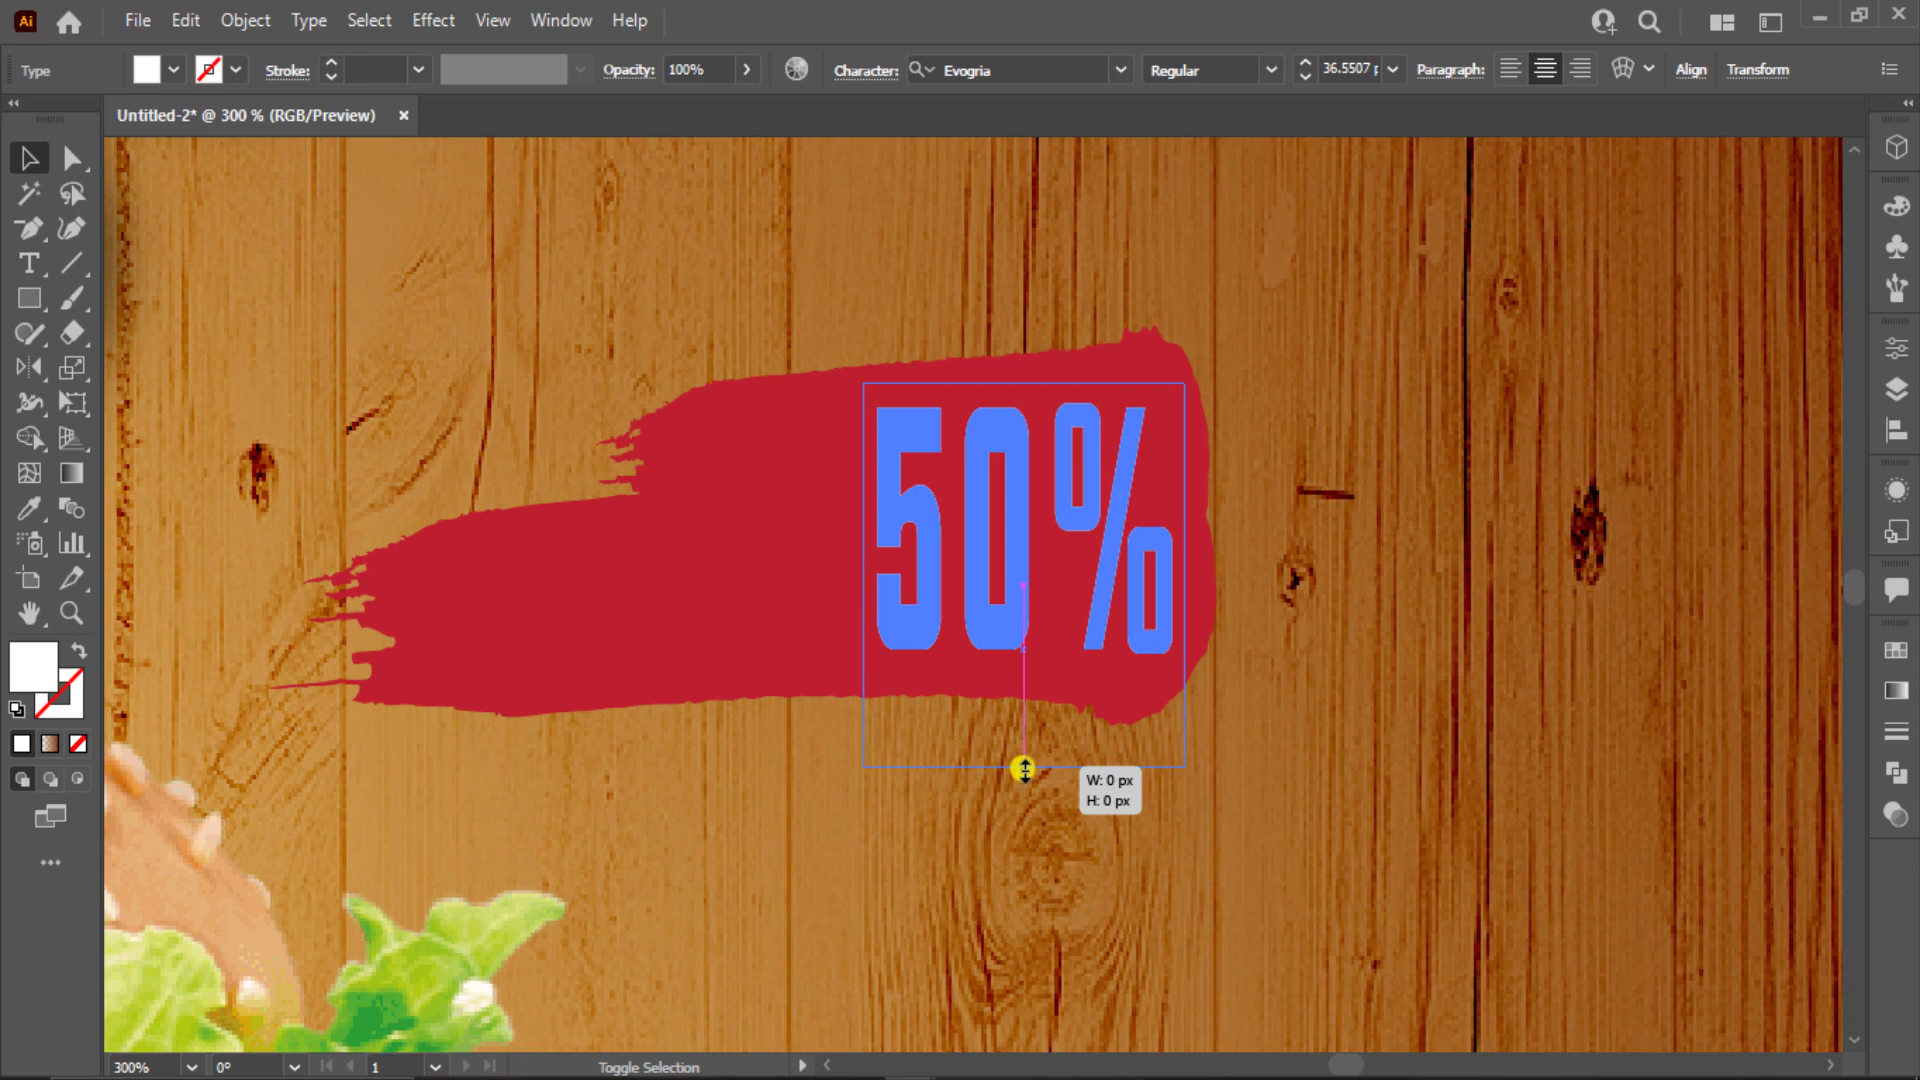 Ai File Edit Object Type Select Effect View Window Help
Type Stroke: Opacity: 100% Character: Evogria Regular 36.5507 p Paragraph: Align Transform
Untitled-2* @ 300 % (RGB/Preview)
50%
W: 0 px
H: 0 px
300% 0° 1 Toggle Selection